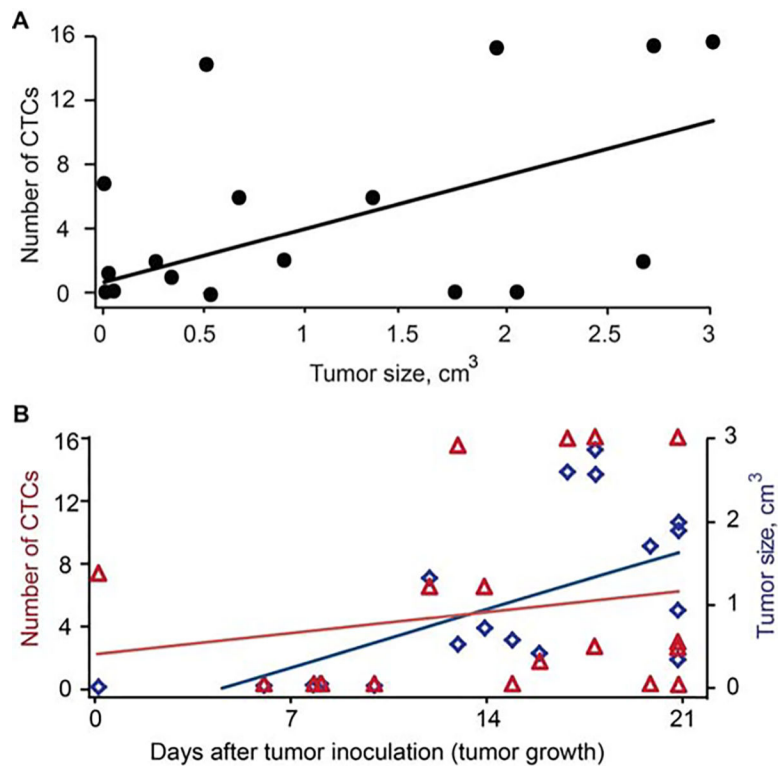 A
Number of CTCs
16
12
8
4
0
0 0.5 1 1.5 2 2.5 3
Tumor size, cm³
B
Number of CTCs
16
12
8
4
0
3
2
1
0
Tumor size, cm³
0 7 14 21
Days after tumor inoculation (tumor growth)